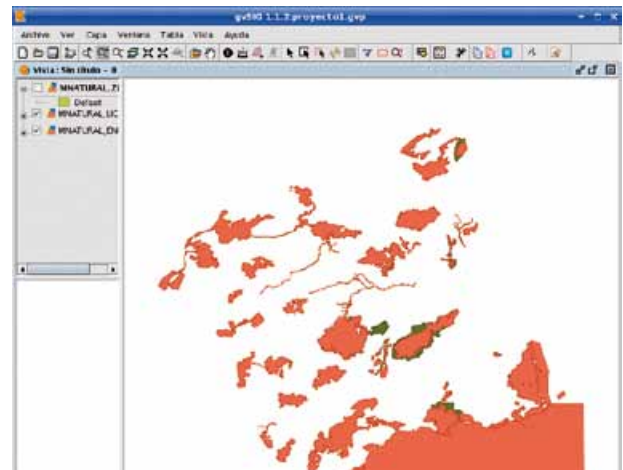 gvSIG 1.1.2:proyecto1.gvp
Archivo Ver Capa Ventana Tabla Vista Ayuda
Vista: Sin título - 0
MNATURAL_ZI
Default
MNATURAL_LIC
MNATURAL_EN